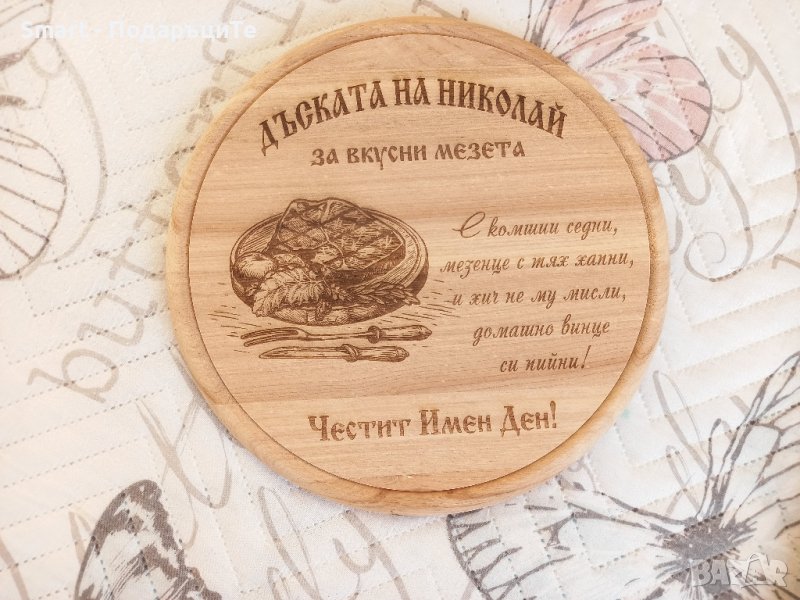 Smart - ПодаръциТе
ДЪСКАТА НА НИКОЛАЙ
ЗА ВКУСНИ МЕЗЕТА
С комшии седни,
мезенце с тях хапни,
и хич не му мисли,
домашно винце
си пийни!
Честит Имен Ден!
BAZAR